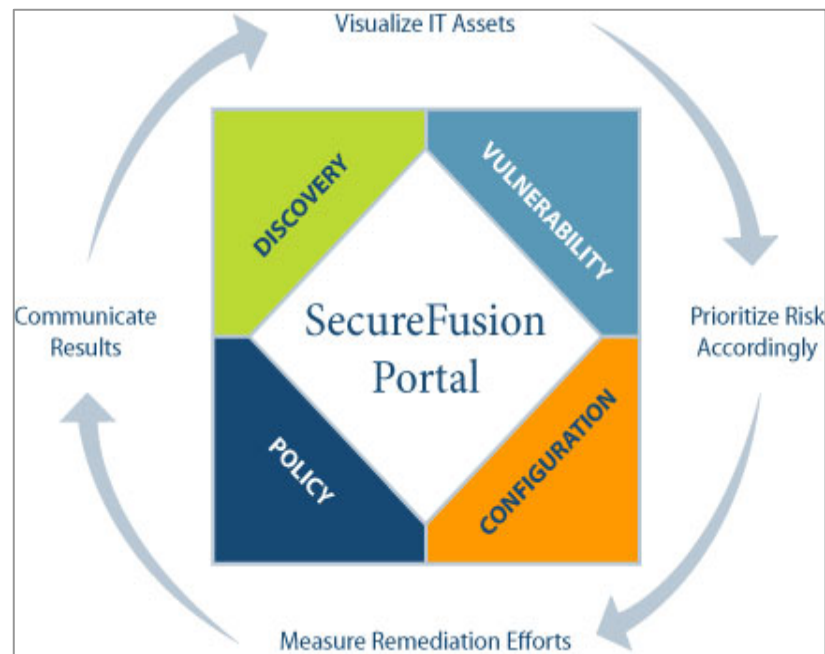 Visualize IT Assets
DISCOVERY
VULNERABILITY
SecureFusion
Portal
Communicate
Results
Prioritize Risk
Accordingly
POLICY
CONFIGURATION
Measure Remediation Efforts